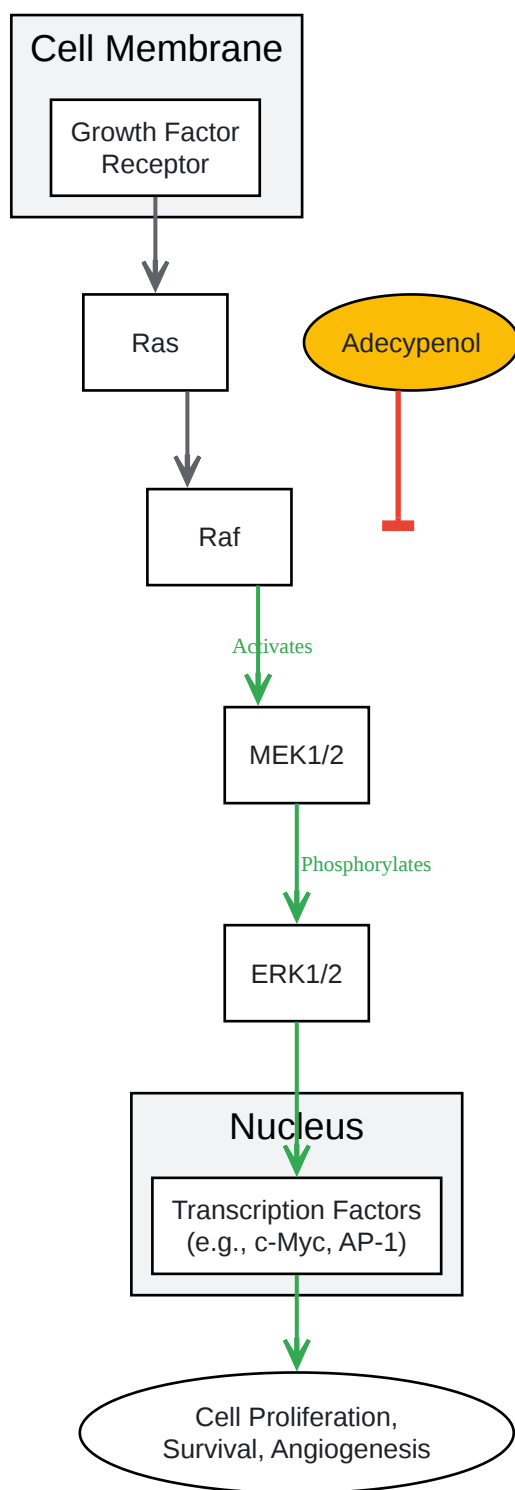 Cell Membrane
Growth Factor
Receptor
Ras
Adecypenol
Raf
Activates
MEK1/2
Phosphorylates
ERK1/2
Nucleus
Transcription Factors
(e.g., c-Myc, AP-1)
Cell Proliferation,
Survival, Angiogenesis